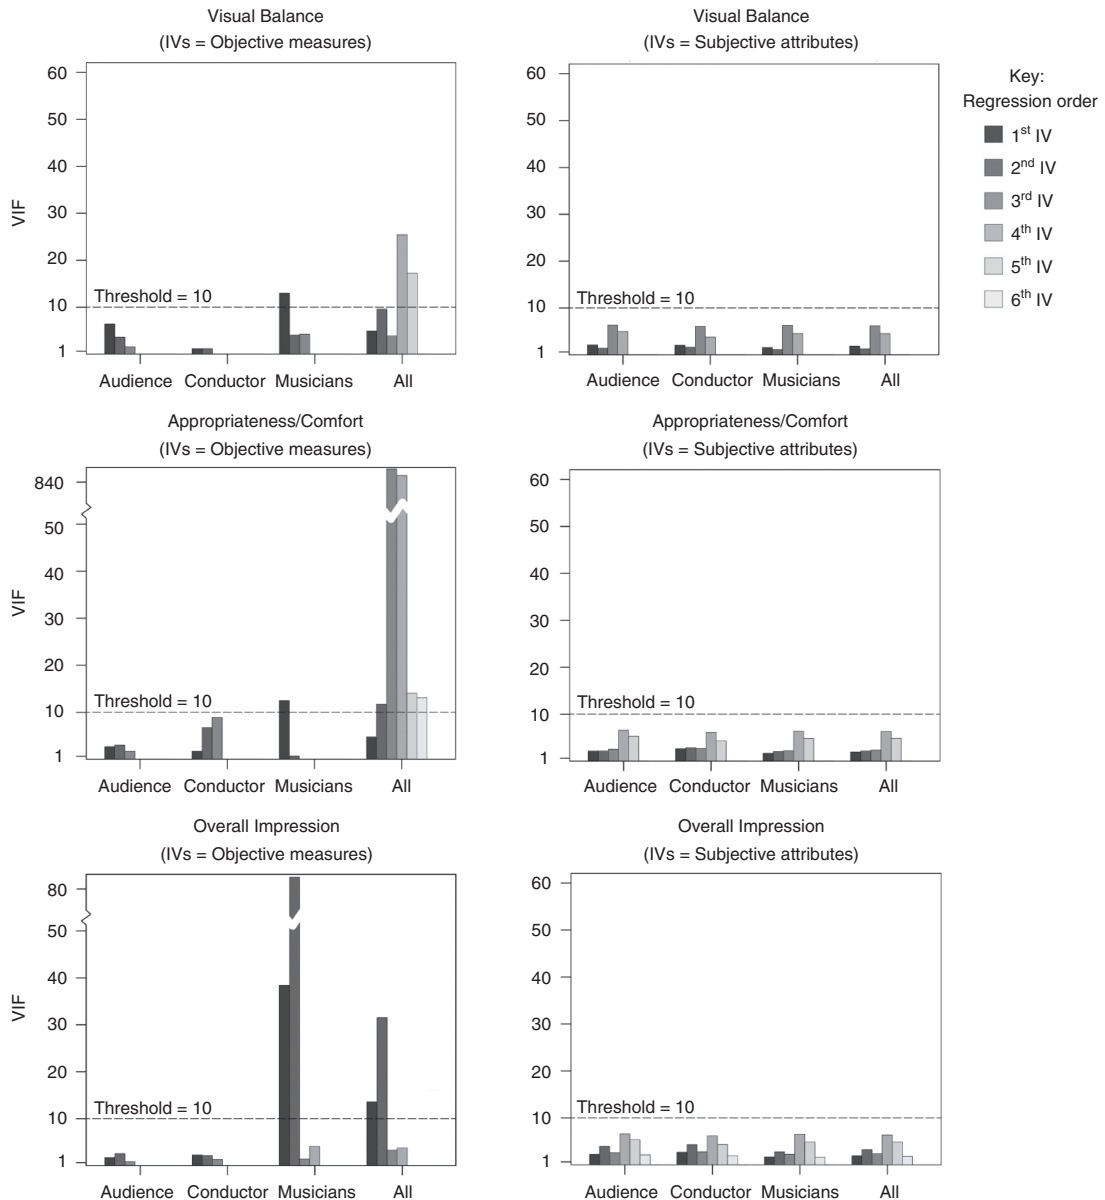 Visual Balance
(IVs = Objective measures)
VIF
60
50
40
30
20
10
1
Threshold = 10
Audience Conductor Musicians All
Visual Balance
(IVs = Subjective attributes)
60
50
40
30
20
10
1
Threshold = 10
Audience Conductor Musicians All
Key:
Regression order
1st IV
2nd IV
3rd IV
4th IV
5th IV
6th IV
Appropriateness/Comfort
(IVs = Objective measures)
VIF
840
50
40
30
20
10
1
Threshold = 10
Audience Conductor Musicians All
Appropriateness/Comfort
(IVs = Subjective attributes)
60
50
40
30
20
10
1
Threshold = 10
Audience Conductor Musicians All
Overall Impression
(IVs = Objective measures)
VIF
80
50
40
30
20
10
1
Threshold = 10
Audience Conductor Musicians All
Overall Impression
(IVs = Subjective attributes)
60
50
40
30
20
10
1
Threshold = 10
Audience Conductor Musicians All